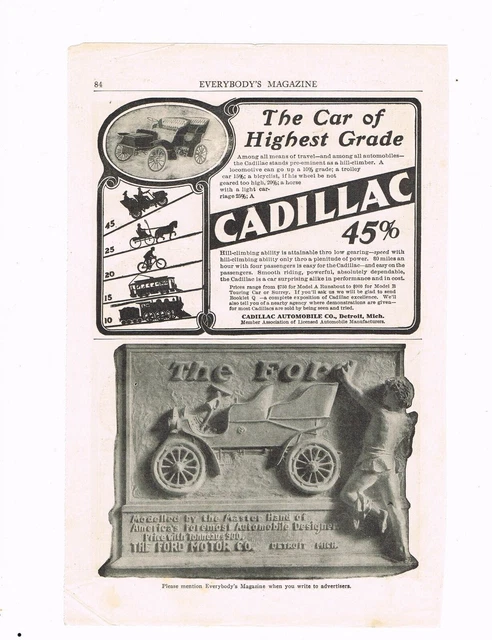 84
EVERYBODY'S MAGAZINE
The Car of
Highest Grade
Among all means of travel—and among all automobiles—
the Cadillac stands pre-eminent as a hill-climber. A
locomotive can go up a 10% grade; a trolley
car 15%; a bicyclist, if his wheel be not
geared too high, 20%; a horse
with a light car-
riage 25%; A
CADILLAC
45%
45
25
20
15
10
Hill-climbing ability is attainable thro low gearing—speed with
hill-climbing ability only thro a plenitude of power. 60 miles an
hour with four passengers is easy for the Cadillac—and easy on the
passengers. Smooth riding, powerful, absolutely dependable,
the Cadillac is a car surprising alike in performance and in cost.
Prices range from $750 for Model A Runabout to $900 for Model B
Touring Car or Surrey. If you'll ask us we will be glad to send
Booklet Q —a complete exposition of Cadillac excellence. We'll
also tell you of a nearby agency where demonstrations are given—
for most Cadillacs are sold by being seen and tried.
CADILLAC AUTOMOBILE CO., Detroit, Mich.
Member Association of Licensed Automobile Manufacturers.
The Ford
Modelled by the Master Hand of
America's Foremost Automobile Designer
Price With Tonneau
THE FORD MOTOR CO. DETROIT MICH.
Please mention Everybody's Magazine when you write to advertisers.